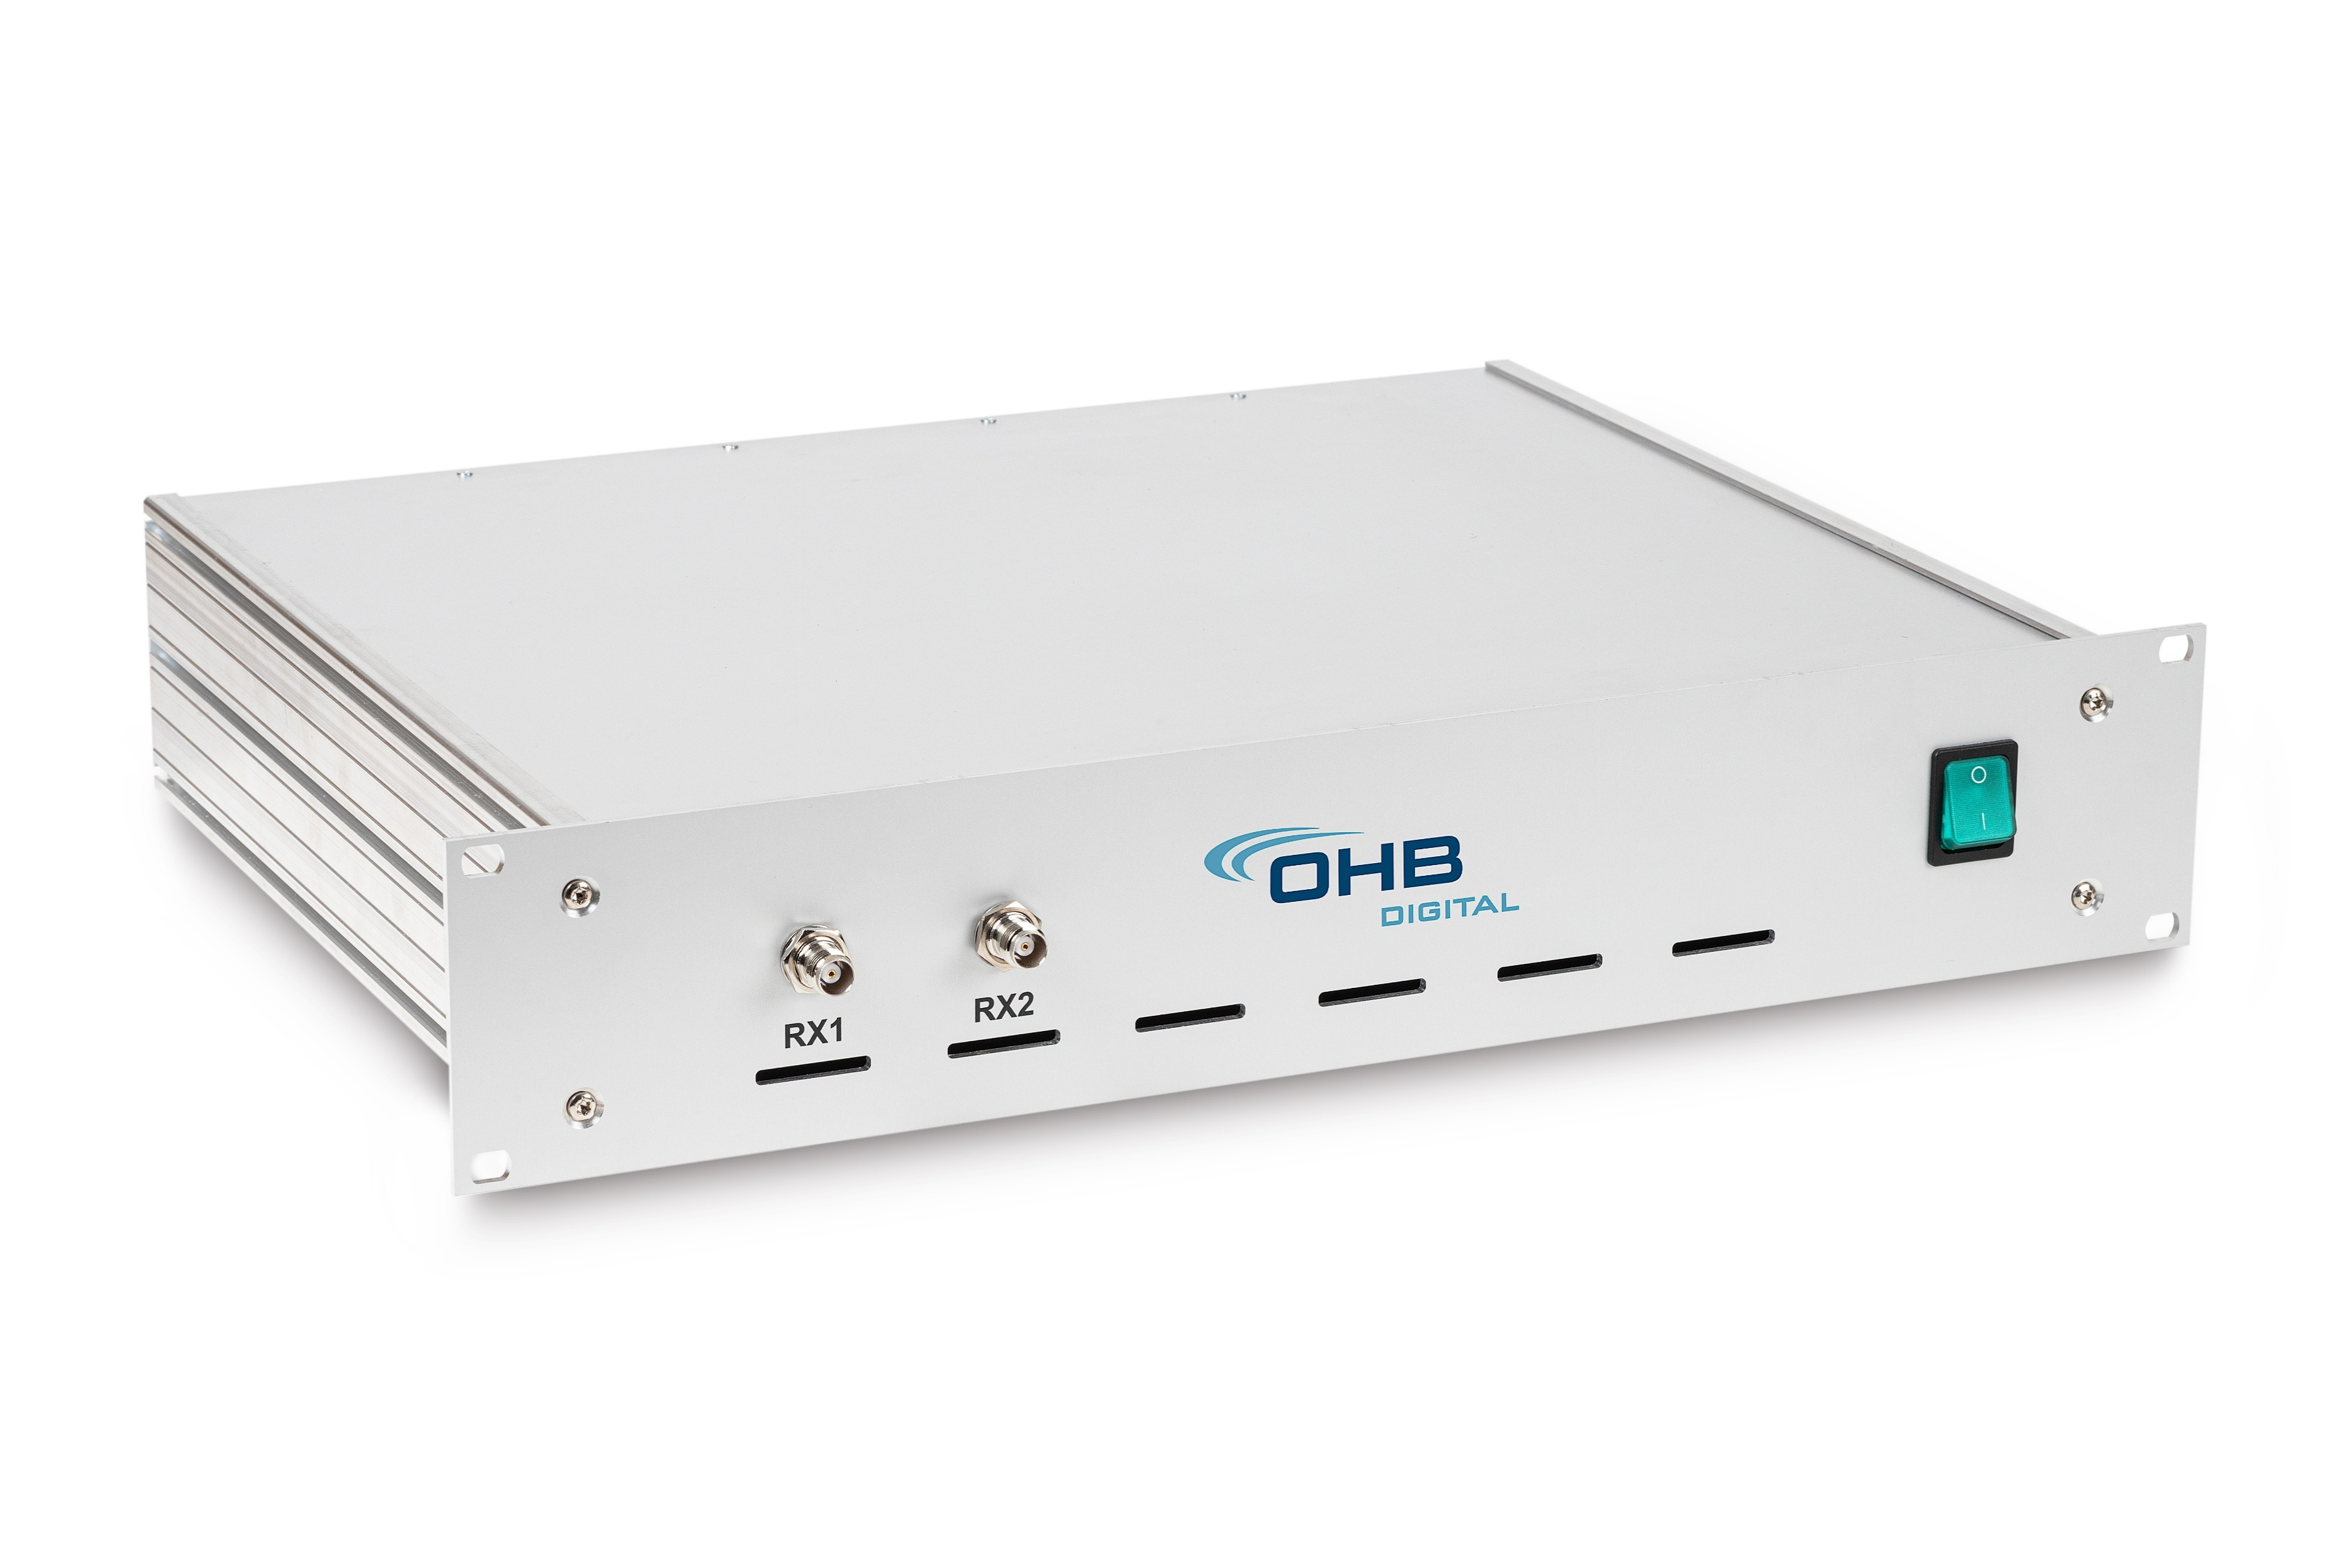 OHB
DIGITAL
RX1
RX2
O
I